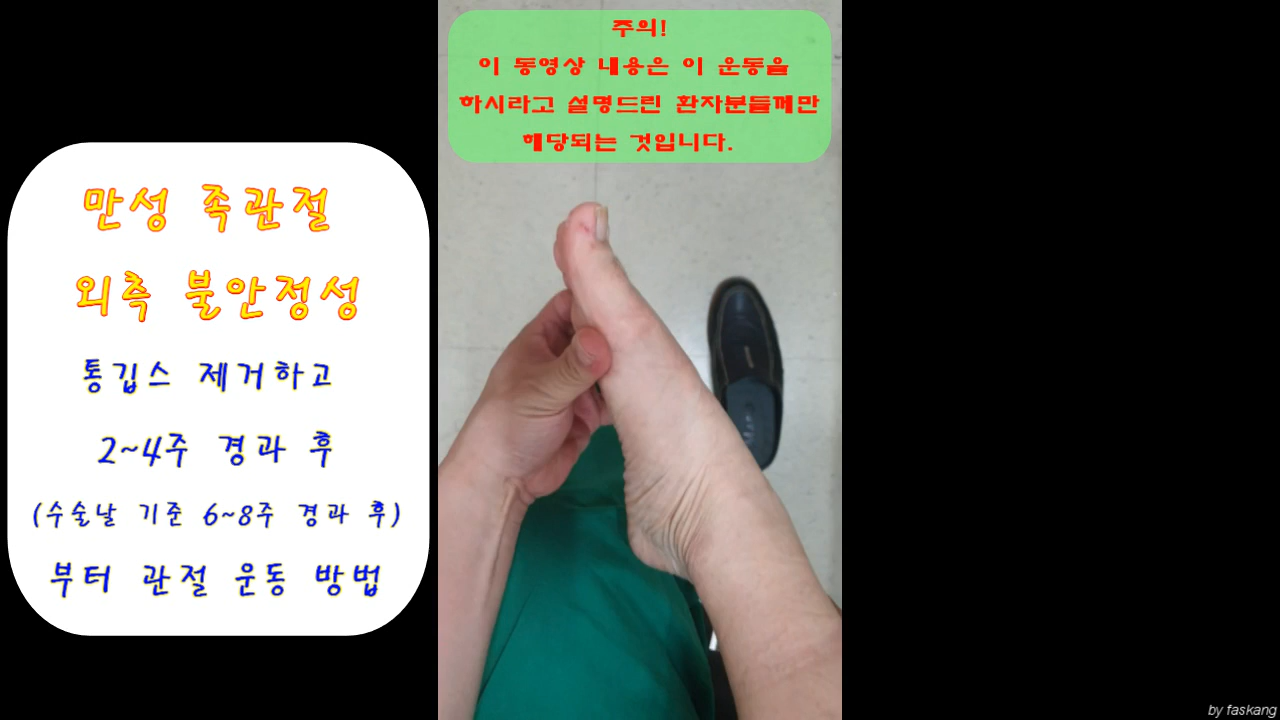 주의!
이 동영상 내용은 이 운동을
하시라고 설명드린 환자분들께만
해당되는 것입니다.
만성 족관절
외측 불안정성
통깁스 제거하고
2~4주 경과 후
(수술날 기준 6~8주 경과 후)
부터 관절 운동 방법
by faskang